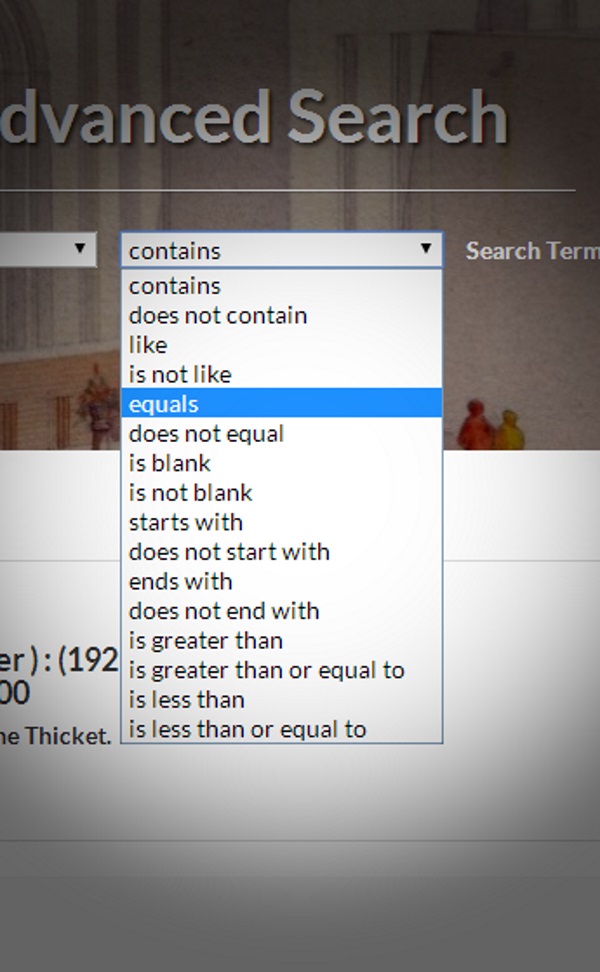 dvanced Search
contains
Search Term
contains
does not contain
like
is not like
equals
does not equal
is blank
is not blank
starts with
does not start with
ends with
does not end with
is greater than
is greater than or equal to
is less than
is less than or equal to
er):(192
00
he Thicket.